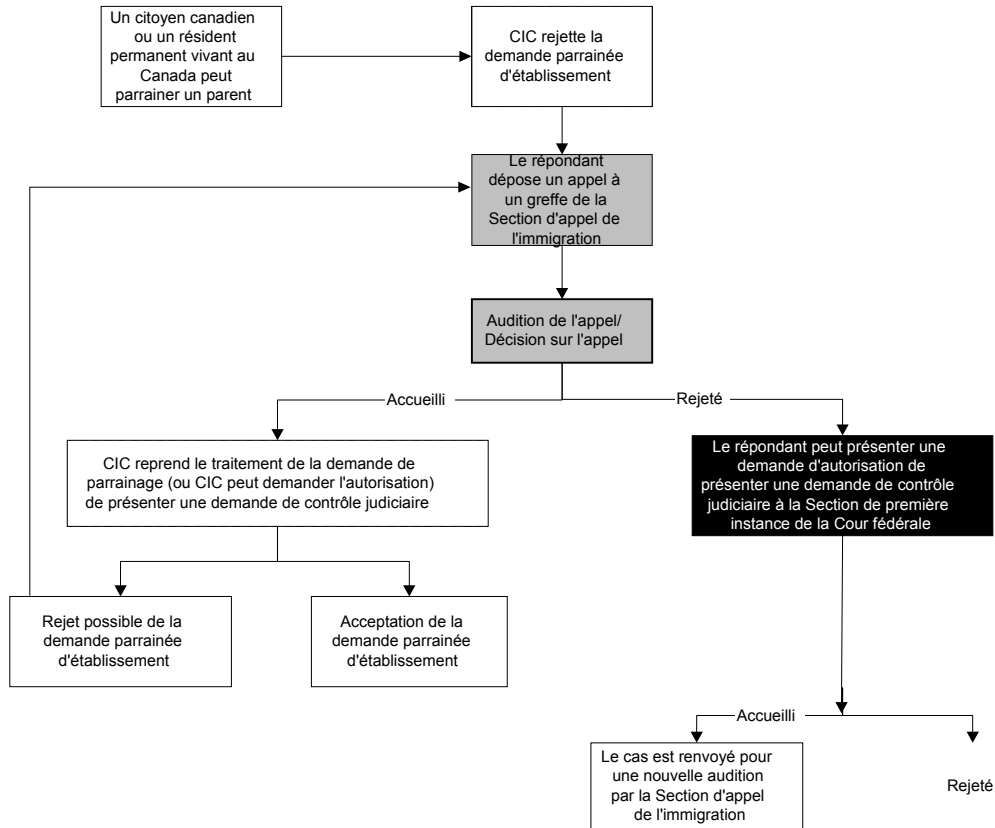 Un citoyen canadien
ou un résident
permanent vivant au
Canada peut
parrainer un parent
CIC rejette la
demande parrainée
d'établissement
Le répondant
dépose un appel à
un greffe de la
Section d'appel de
l'immigration
Audition de l'appel/
Décision sur l'appel
Accueilli
Rejeté
CIC reprend le traitement de la demande de
parrainage (ou CIC peut demander l'autorisation)
de présenter une demande de contrôle judiciaire
Le répondant peut présenter une
demande d'autorisation de
présenter une demande de contrôle
judiciaire à la Section de première
instance de la Cour fédérale
Rejet possible de la
demande parrainée
d'établissement
Acceptation de la
demande parrainée
d'établissement
Accueilli
Le cas est renvoyé pour
une nouvelle audition
par la Section d'appel
de l'immigration
Rejeté